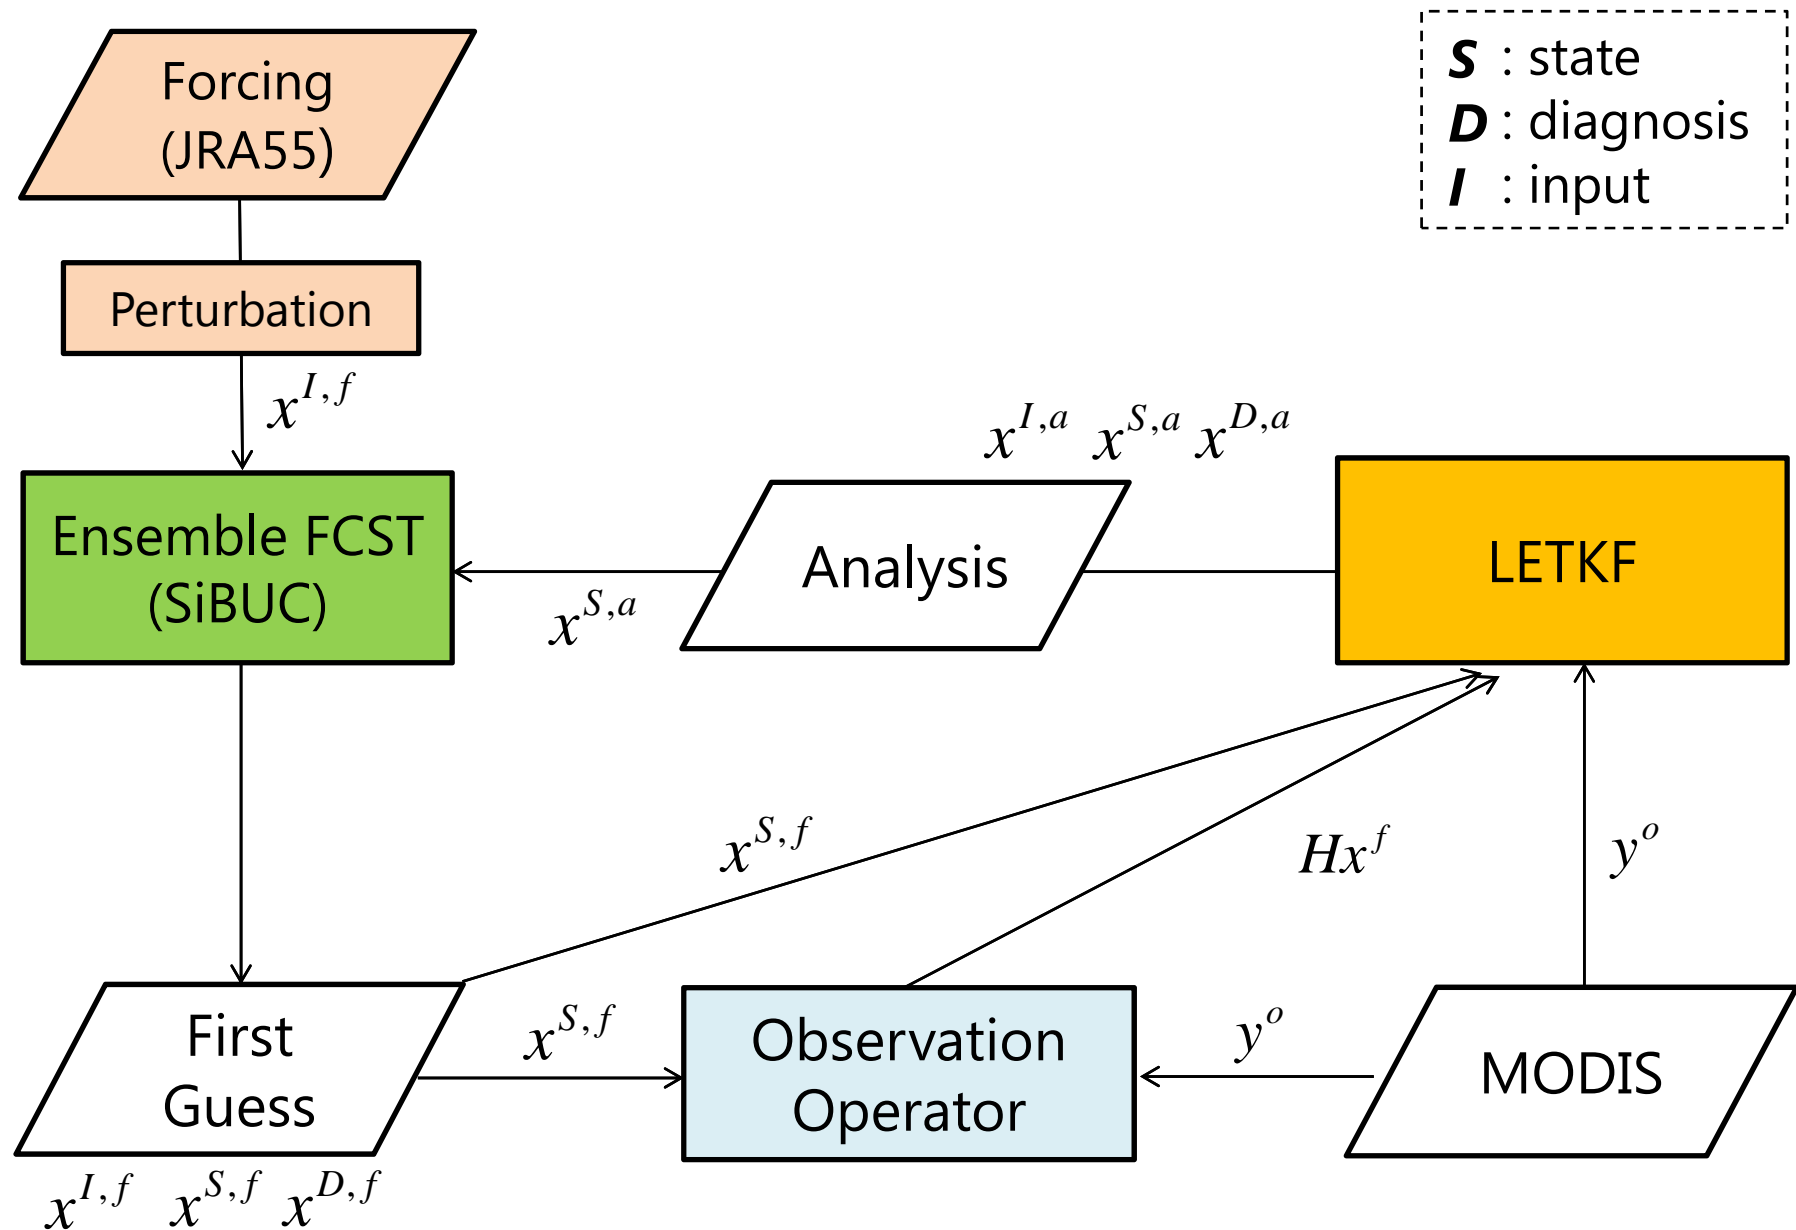 Forcing
(JRA55)
S : state
D : diagnosis
I : input
Perturbation
x^{I,f}
x^{I,a} x^{S,a} x^{D,a}
Ensemble FCST
(SiBUC)
Analysis
LETKF
x^{S,a}
x^{S,f}
Hx^f
y^o
First
Guess
x^{S,f}
Observation
Operator
y^o
MODIS
x^{I,f} x^{S,f} x^{D,f}